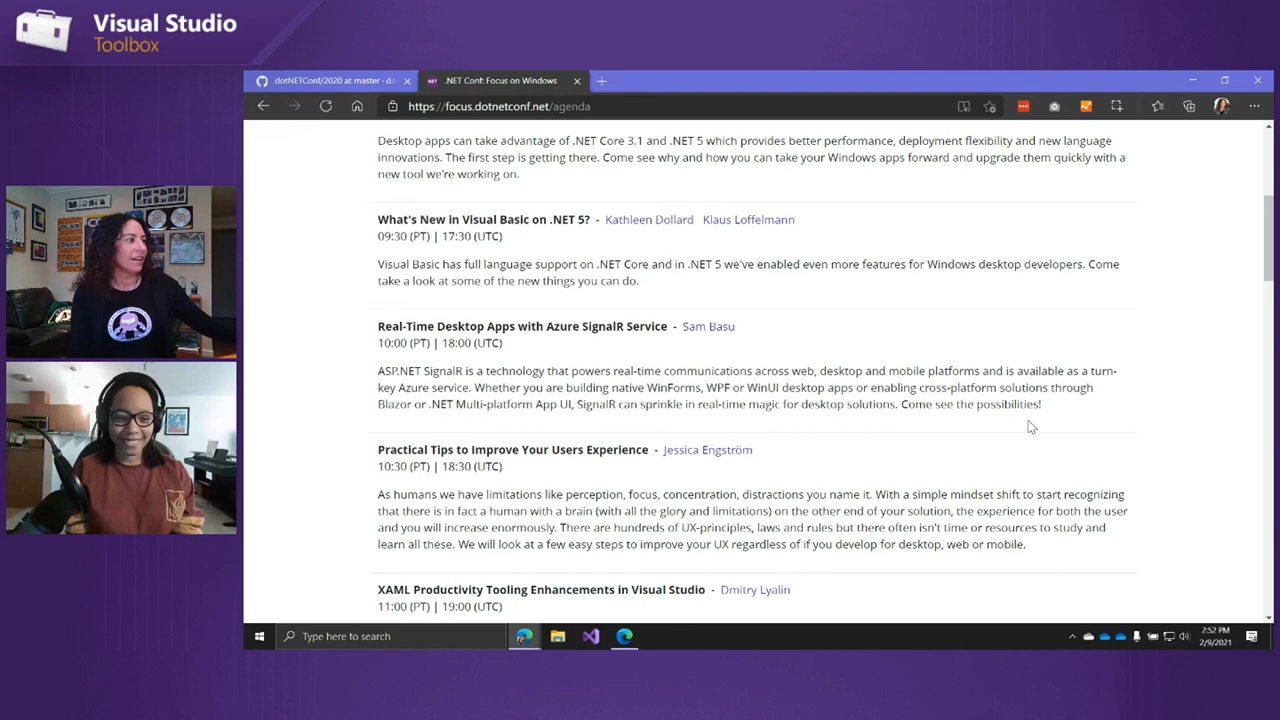 Visual Studio
Toolbox
dotNETConf/2020 at master · do
.NET Conf: Focus on Windows
https://focus.dotnetconf.net/agenda
Desktop apps can take advantage of .NET Core 3.1 and .NET 5 which provides better performance, deployment flexibility and new language
innovations. The first step is getting there. Come see why and how you can take your Windows apps forward and upgrade them quickly with a
new tool we're working on.
What's New in Visual Basic on .NET 5? - Kathleen Dollard Klaus Loffelmann
09:30 (PT) | 17:30 (UTC)
Visual Basic has full language support on .NET Core and in .NET 5 we've enabled even more features for Windows desktop developers. Come
take a look at some of the new things you can do.
Real-Time Desktop Apps with Azure SignalR Service - Sam Basu
10:00 (PT) | 18:00 (UTC)
ASP.NET SignalR is a technology that powers real-time communications across web, desktop and mobile platforms and is available as a turn-
key Azure service. Whether you are building native WinForms, WPF or WinUI desktop apps or enabling cross-platform solutions through
Blazor or .NET Multi-platform App UI, SignalR can sprinkle in real-time magic for desktop solutions. Come see the possibilities!
Practical Tips to Improve Your Users Experience - Jessica Engström
10:30 (PT) | 18:30 (UTC)
As humans we have limitations like perception, focus, concentration, distractions you name it. With a simple mindset shift to start recognizing
that there is in fact a human with a brain (with all the glory and limitations) on the other end of your solution, the experience for both the user
and you will increase enormously. There are hundreds of UX-principles, laws and rules but there often isn't time or resources to study and
learn all these. We will look at a few easy steps to improve your UX regardless of if you develop for desktop, web or mobile.
XAML Productivity Tooling Enhancements in Visual Studio - Dmitry Lyalin
11:00 (PT) | 19:00 (UTC)
Type here to search
2:52 PM
2/9/2021